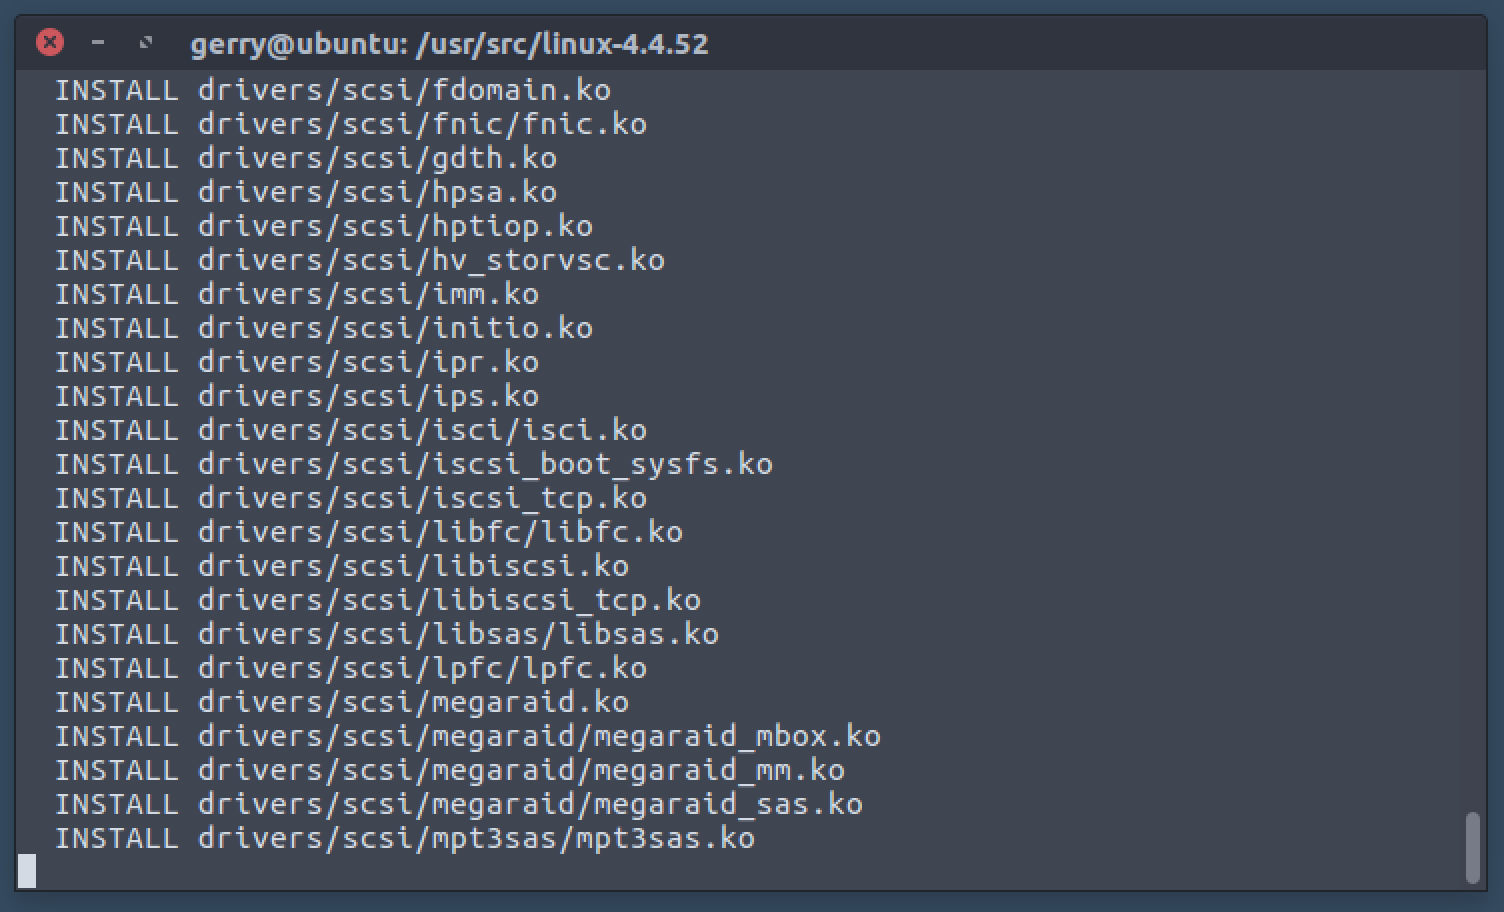 gerry@ubuntu: /usr/src/linux-4.4.52
INSTALL drivers/scsi/fdomain.ko
INSTALL drivers/scsi/fnic/fnic.ko
INSTALL drivers/scsi/gdth.ko
INSTALL drivers/scsi/hpsa.ko
INSTALL drivers/scsi/hptiop.ko
INSTALL drivers/scsi/hv_storvsc.ko
INSTALL drivers/scsi/imm.ko
INSTALL drivers/scsi/initio.ko
INSTALL drivers/scsi/ipr.ko
INSTALL drivers/scsi/ips.ko
INSTALL drivers/scsi/isci/isci.ko
INSTALL drivers/scsi/iscsi_boot_sysfs.ko
INSTALL drivers/scsi/iscsi_tcp.ko
INSTALL drivers/scsi/libfc/libfc.ko
INSTALL drivers/scsi/libiscsi.ko
INSTALL drivers/scsi/libiscsi_tcp.ko
INSTALL drivers/scsi/libsas/libsas.ko
INSTALL drivers/scsi/lpfc/lpfc.ko
INSTALL drivers/scsi/megaraid.ko
INSTALL drivers/scsi/megaraid/megaraid_mbox.ko
INSTALL drivers/scsi/megaraid/megaraid_mm.ko
INSTALL drivers/scsi/megaraid/megaraid_sas.ko
INSTALL drivers/scsi/mpt3sas/mpt3sas.ko